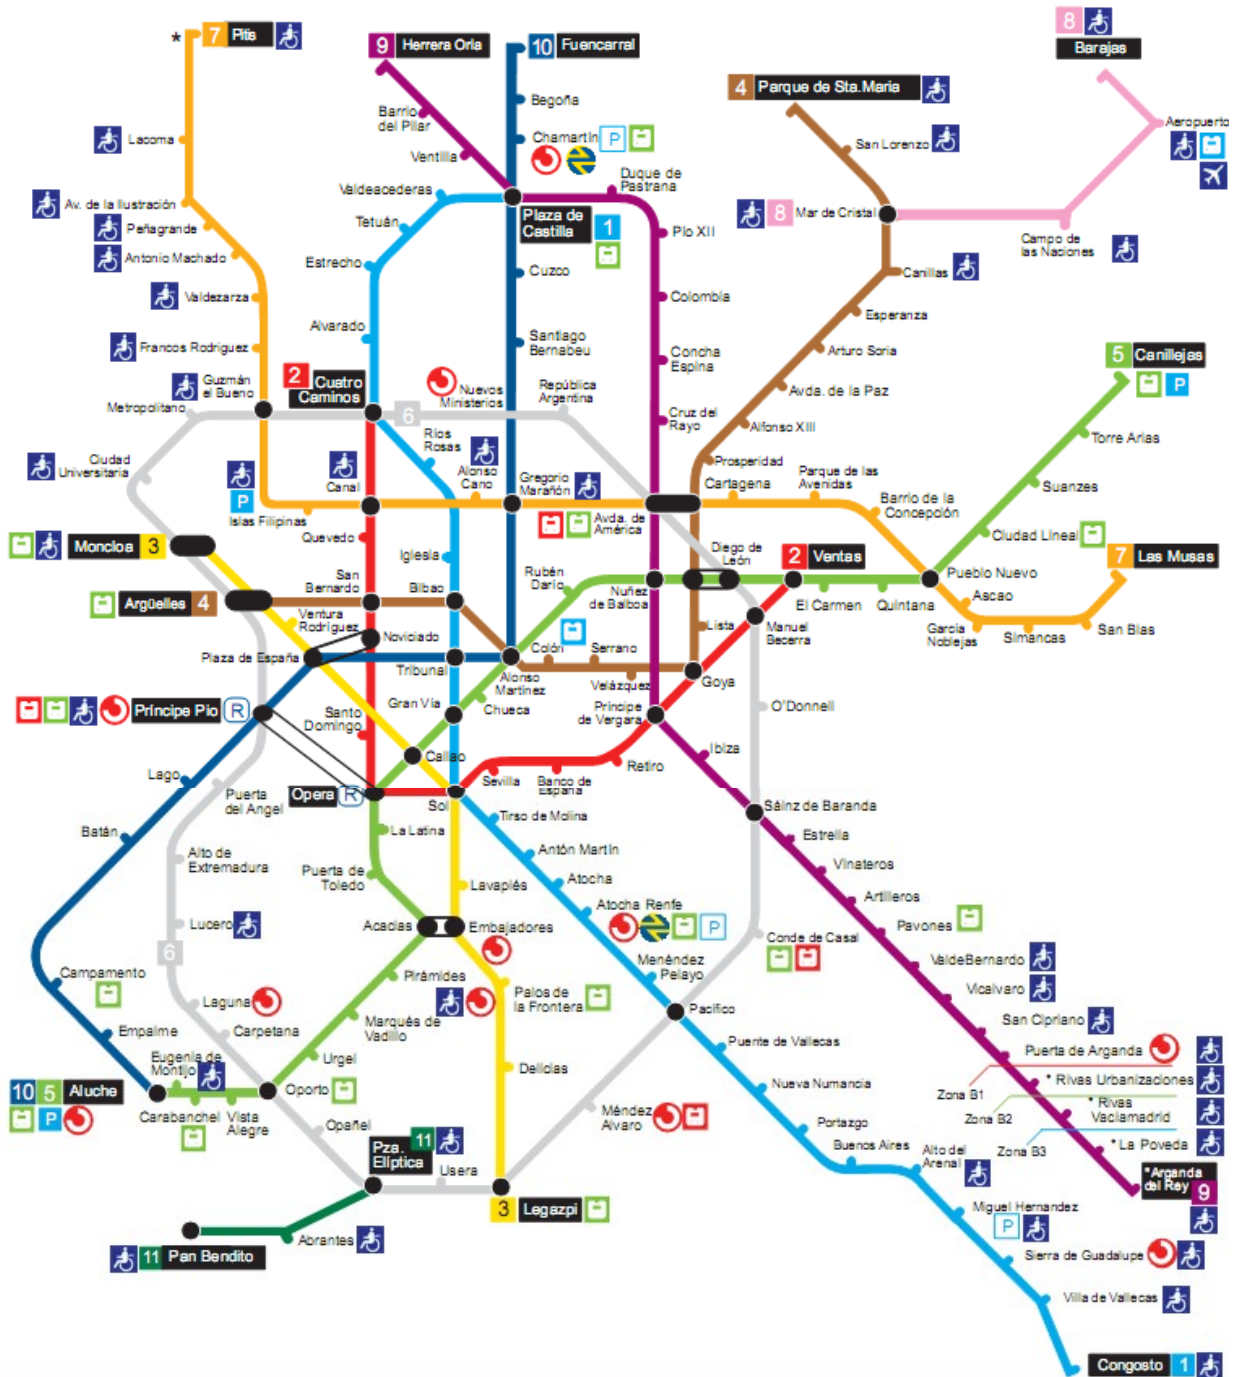 7 Pitis
9 Herrera Oria
10 Fuencarral
8
Barajas
4 Parque de Sta.Maria
Begoña
Barrio
del Pilar
Chamartín P
Ventilla
Lacoma
San Lorenzo
Aeropuerto
Duque de
Pastrana
Valdeacederas
Av. de la Ilustración
Peñagrande
Tetuán
Plaza de
Castilla 1
Pío XII
8 Mar de Cristal
Campo de
las Naciones
Antonio Machado
Estrecho
Cuzco
Canillas
Valdezarza
Colombia
Esperanza
Alvarado
Santiago
Bernabeu
Francos Rodriguez
Concha
Espina
Arturo Soria
5 Canillejas
P
Guzmán
el Bueno
2 Cuatro
Caminos
Nuevos
Ministerios
República
Argentina
Avda. de la Paz
Metropolitano
6
Cruz del
Rayo
Alfonso XIII
Torre Arias
Ríos
Rosas
Ciudad
Universitaria
Prosperidad
Canal
Alonso
Cano
Gregorio
Marañón
Cartagena
Parque de las
Avenidas
Suanzes
P
Islas Filipinas
Barrio de la
Concepción
Avda. de
América
Quevedo
Ciudad Lineal
Moncloa 3
Iglesia
Diego de
León
2 Ventas
7 Las Musas
San
Bernardo
Bilbao
Rubén
Darío
Nuñez
de Balboa
El Carmen
Quintana
Pueblo Nuevo
Ascao
Argüelles 4
Ventura
Rodríguez
García
Noblejas
Simancas
San Blas
Lista
Manuel
Becerra
Noviciado
Plaza de España
Tribunal
Alonso
Martínez
Colón
Serrano
Velázquez
Goya
Gran Vía
Chueca
Príncipe Pío R
Santo
Domingo
Príncipe
de Vergara
O'Donnell
Callao
Ibiza
Lago
Retiro
Puerta
del Angel
Opera R
Sol
Sevilla
Banco de
España
Sáinz de Baranda
Tirso de Molina
Batán
La Latina
Estrella
Alto de
Extremadura
Antón Martín
Vinateros
Puerta de
Toledo
Lavapiés
Atocha
Artilleros
Lucero
Acacias
Embajadores
Atocha Renfe
P
Pavones
Conde de Casal
6
ValdeBernardo
Campamento
Pirámides
Menéndez
Pelayo
Vicalvaro
Laguna
Palos de
la Frontera
Pacífico
San Cipriano
Empalme
Carpetana
Marqués de
Vadillo
Puente de Vallecas
Puerta de Arganda
Eugenia de
Montijo
Urgel
Delicias
Zona B1
* Rivas Urbanizaciones
10 5 Aluche
P
Oporto
Nueva Numancia
Zona B2
* Rivas
Vaciamadrid
Carabanchel
Vista
Alegre
Opañel
Méndez
Alvaro
Portazgo
Zona B3
* La Poveda
Pza.
Elíptica 11
Buenos Aires
Usera
Alto del
Arenal
*Arganda
del Rey 9
3 Legazpi
Miguel Hernandez
P
11 Pan Bendito
Abrantes
Sierra de Guadalupe
Villa de Vallecas
Congosto 1